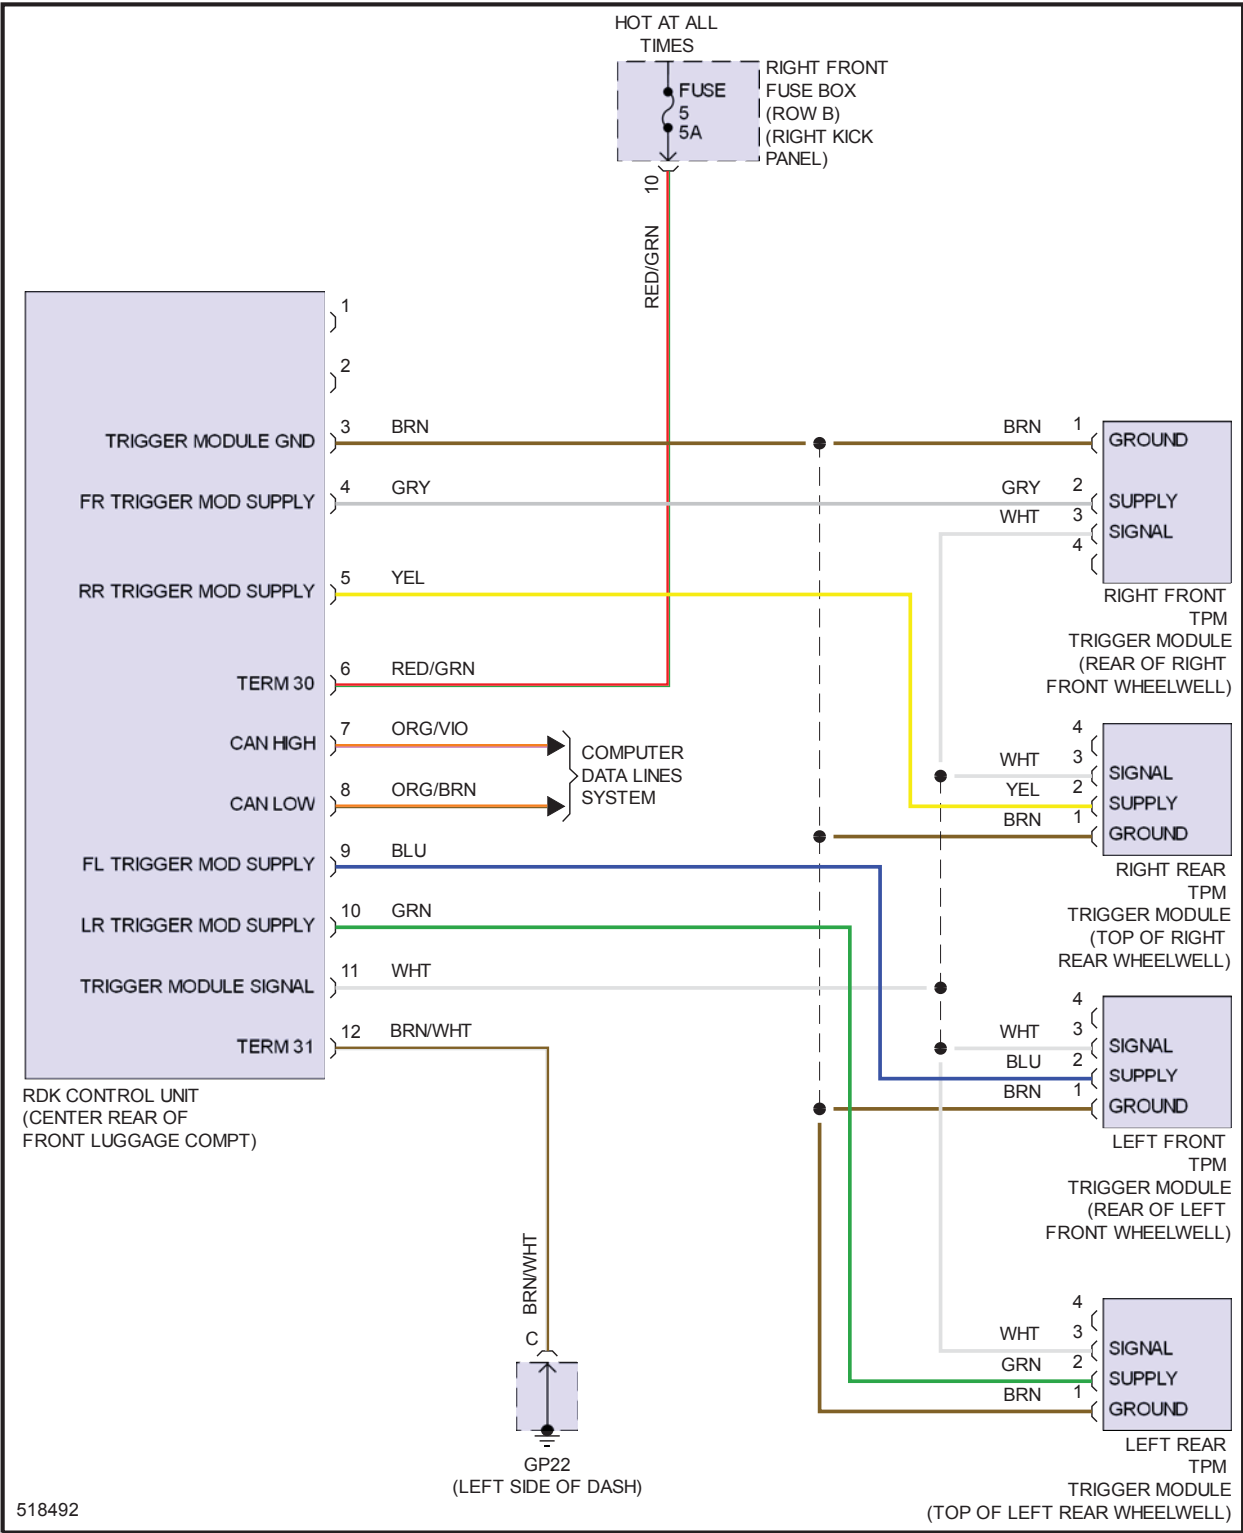 HOT AT ALL
TIMES
FUSE
5
5A
RIGHT FRONT
FUSE BOX
(ROW B)
(RIGHT KICK
PANEL)
10
RED/GRN
1
2
TRIGGER MODULE GND
3
BRN
FR TRIGGER MOD SUPPLY
4
GRY
RR TRIGGER MOD SUPPLY
5
YEL
TERM 30
6
RED/GRN
CAN HIGH
7
ORG/VIO
CAN LOW
8
ORG/BRN
COMPUTER
DATA LINES
SYSTEM
FL TRIGGER MOD SUPPLY
9
BLU
LR TRIGGER MOD SUPPLY
10
GRN
TRIGGER MODULE SIGNAL
11
WHT
TERM 31
12
BRN/WHT
RDK CONTROL UNIT
(CENTER REAR OF
FRONT LUGGAGE COMPT)
BRN/WHT
C
GP22
(LEFT SIDE OF DASH)
BRN
1
GROUND
GRY
2
SUPPLY
WHT
3
SIGNAL
4
RIGHT FRONT
TPM
TRIGGER MODULE
(REAR OF RIGHT
FRONT WHEELWELL)
4
WHT
3
SIGNAL
YEL
2
SUPPLY
BRN
1
GROUND
RIGHT REAR
TPM
TRIGGER MODULE
(TOP OF RIGHT
REAR WHEELWELL)
4
WHT
3
SIGNAL
BLU
2
SUPPLY
BRN
1
GROUND
LEFT FRONT
TPM
TRIGGER MODULE
(REAR OF LEFT
FRONT WHEELWELL)
4
WHT
3
SIGNAL
GRN
2
SUPPLY
BRN
1
GROUND
LEFT REAR
TPM
TRIGGER MODULE
(TOP OF LEFT REAR WHEELWELL)
518492